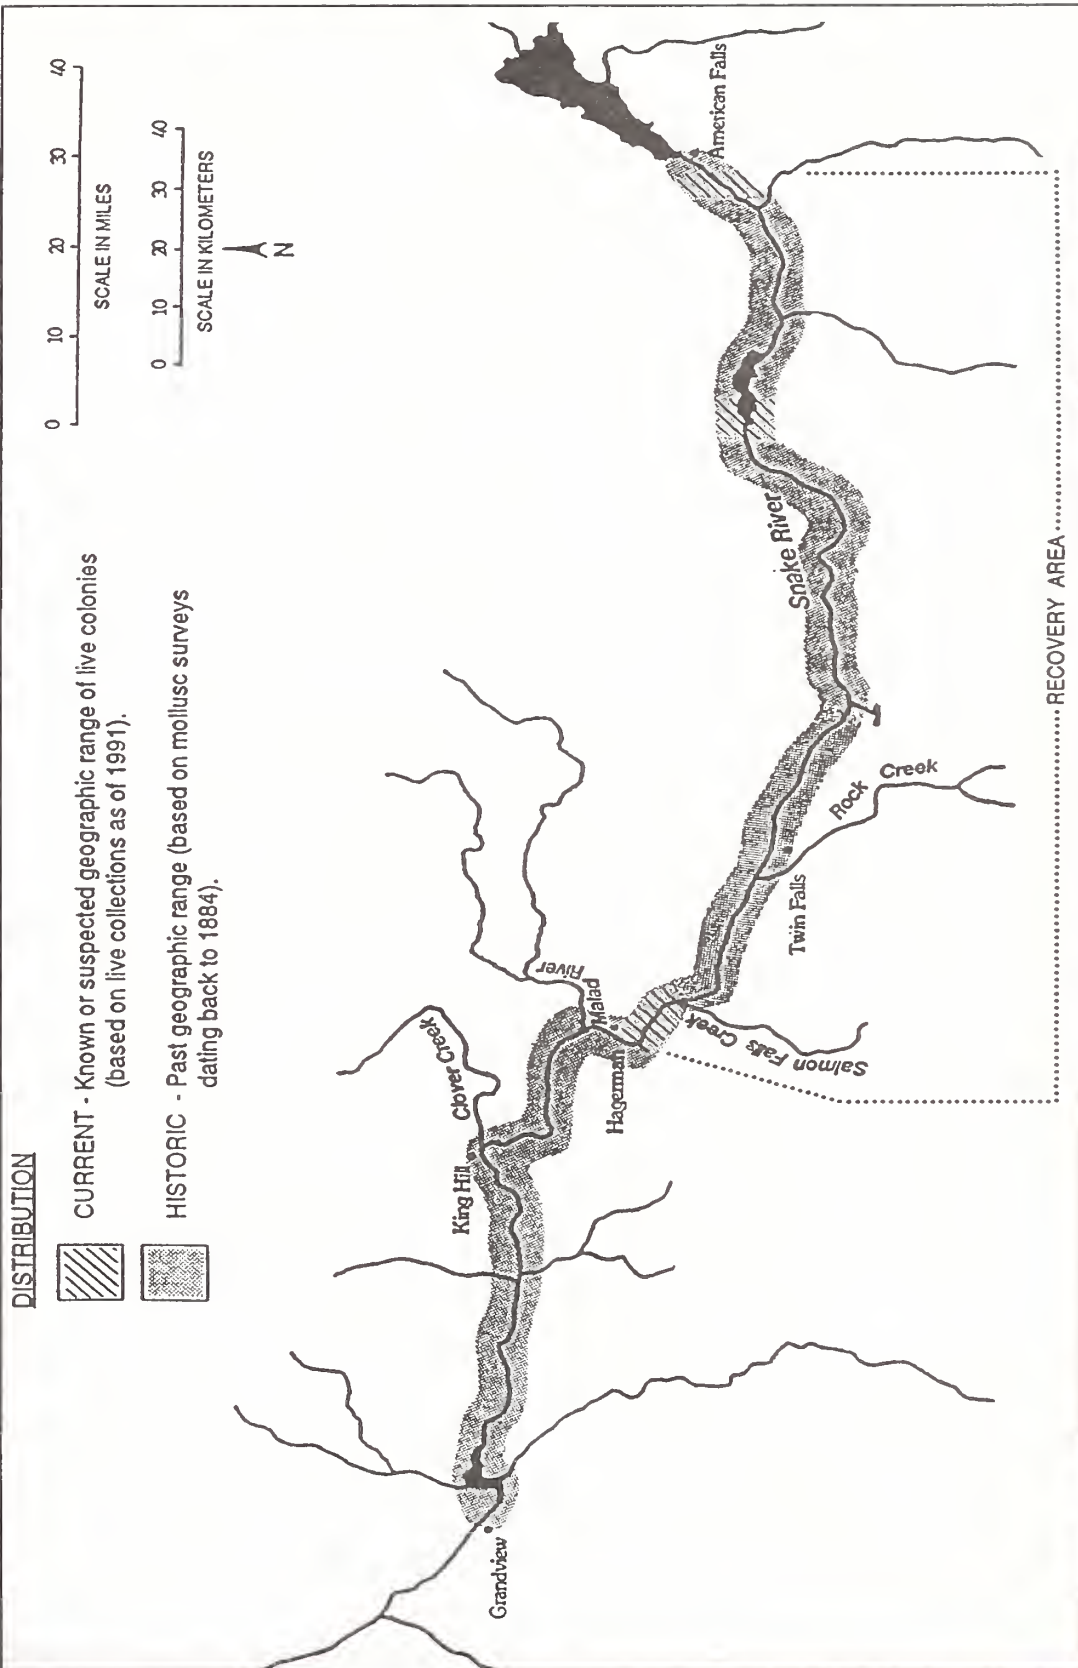 DISTRIBUTION
CURRENT - Known or suspected geographic range of live colonies
(based on live collections as of 1991).
HISTORIC - Past geographic range (based on mollusc surveys
dating back to 1884).
0 10 20 30 40
SCALE IN MILES
0 10 20 30 40
SCALE IN KILOMETERS
N
Grandview
King Hill
Clover Creek
Malad
River
Hagerman
Salmon Falls Creek
Twin Falls
Rock Creek
Snake River
American Falls
RECOVERY AREA